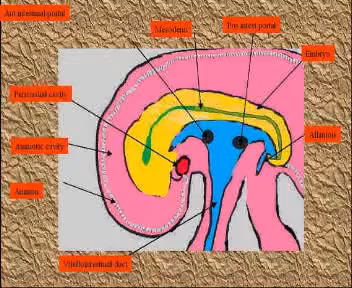 Ant intestinal portal
Mesoderm
Pos intest portal
Embryo
Pericardial cavity
Allantois
Amniotic cavity
Amnion
Vitellointestinal duct